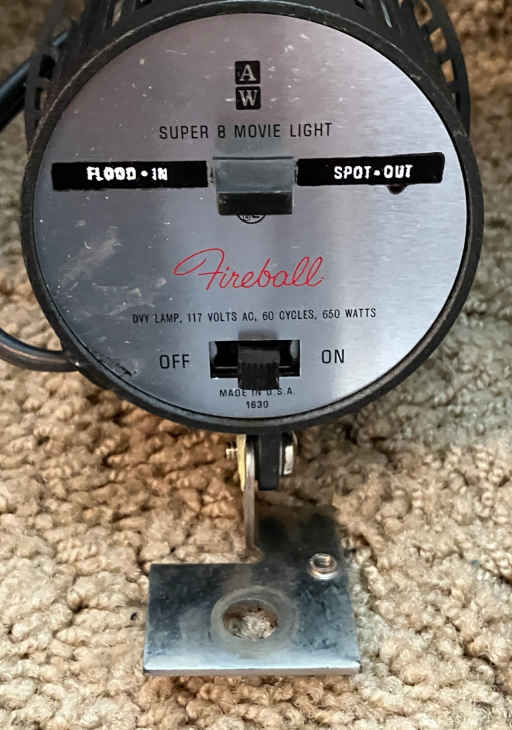 A
W
SUPER 8 MOVIE LIGHT
FLOOD • IN
SPOT • OUT
Fireball
DVY LAMP, 117 VOLTS AC, 60 CYCLES, 650 WATTS
OFF
ON
MADE IN U.S.A.
1630